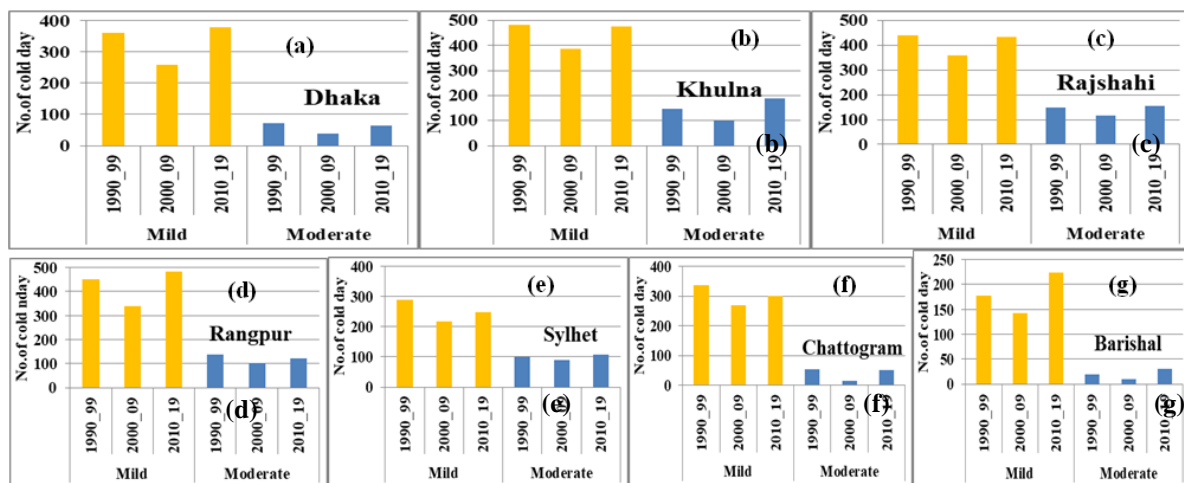 No.of cold day
400
300
200
100
0
(a)
Dhaka
1990_99
2000_09
2010_19
1990_99
2000_09
2010_19
Mild
Moderate
No.of cold day
500
400
300
200
100
0
(b)
Khulna
(b)
1990_99
2000_09
2010_19
1990_99
2000_09
2010_19
Mild
Moderate
No.of cold day
500
400
300
200
100
0
(c)
Rajshahi
(c)
1990_99
2000_09
2010_19
1990_99
2000_09
2010_19
Mild
Moderate
No.of cold nday
500
400
300
200
100
0
(d)
Rangpur
(d)
1990_99
2000_09
2010_19
1990_99
2000_09
2010_19
Mild
Moderate
No.of cold day
400
300
200
100
0
(e)
Sylhet
(e)
1990_99
2000_09
2010_19
1990_99
2000_09
2010_19
Mild
Moderate
No.of cold day
400
300
200
100
0
(f)
Chattogram
(f)
1990_99
2000_09
2010_19
1990_99
2000_09
Mild
Moderate
No.of cold day
250
200
150
100
50
0
(g)
Barishal
(g)
1990_99
2000_09
2010_19
1990_99
2000_09
Mild
Moderate